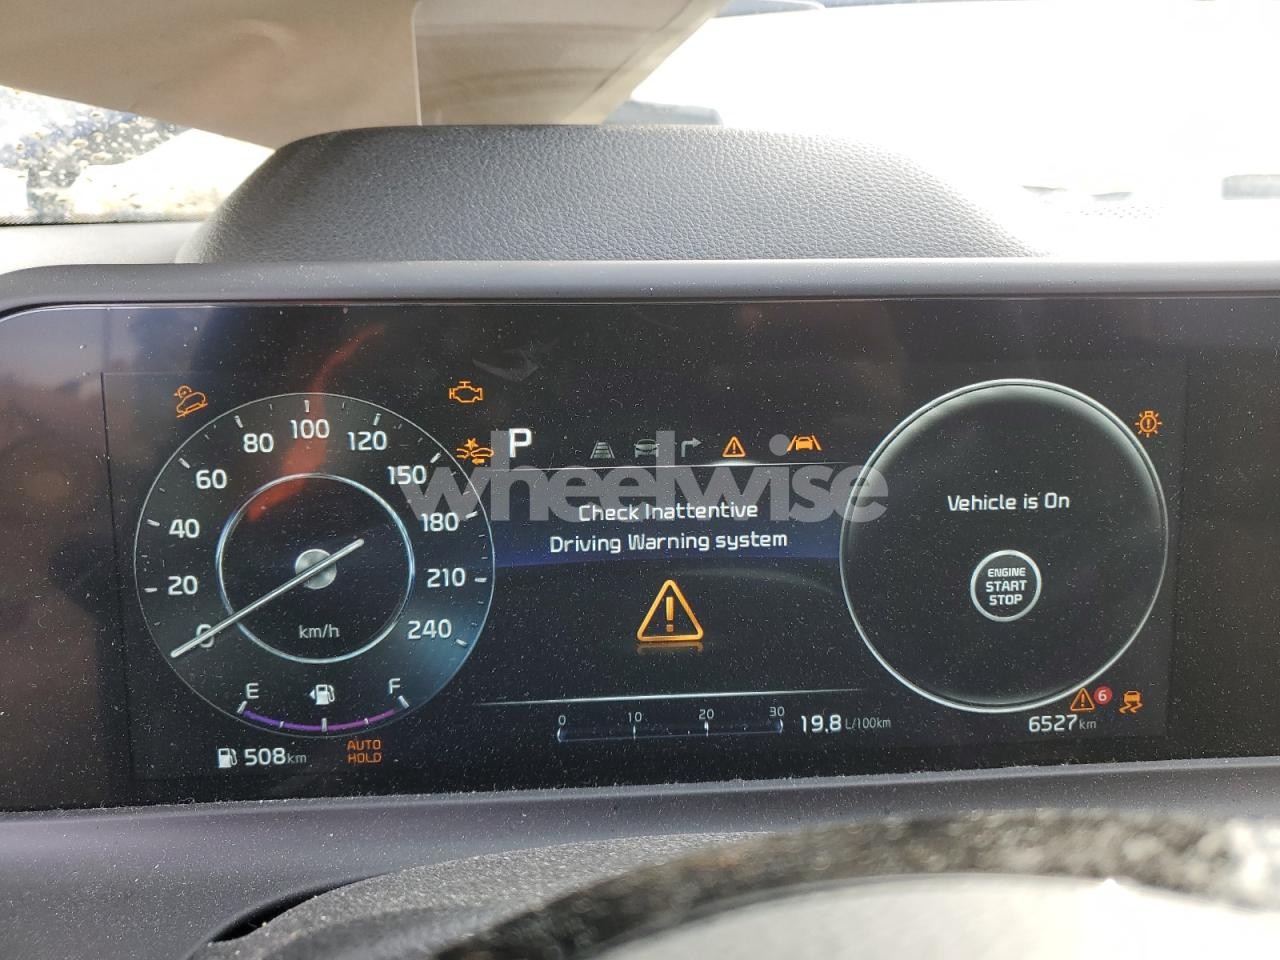 80 100 120
60 150
40 180
20 210
0 240
km/h
E F
508km
AUTO
HOLD
P
wheelwise
Check Inattentive
Driving Warning system
0 10 20 30
19.8 L/100km
Vehicle is On
ENGINE
START
STOP
6
6527km